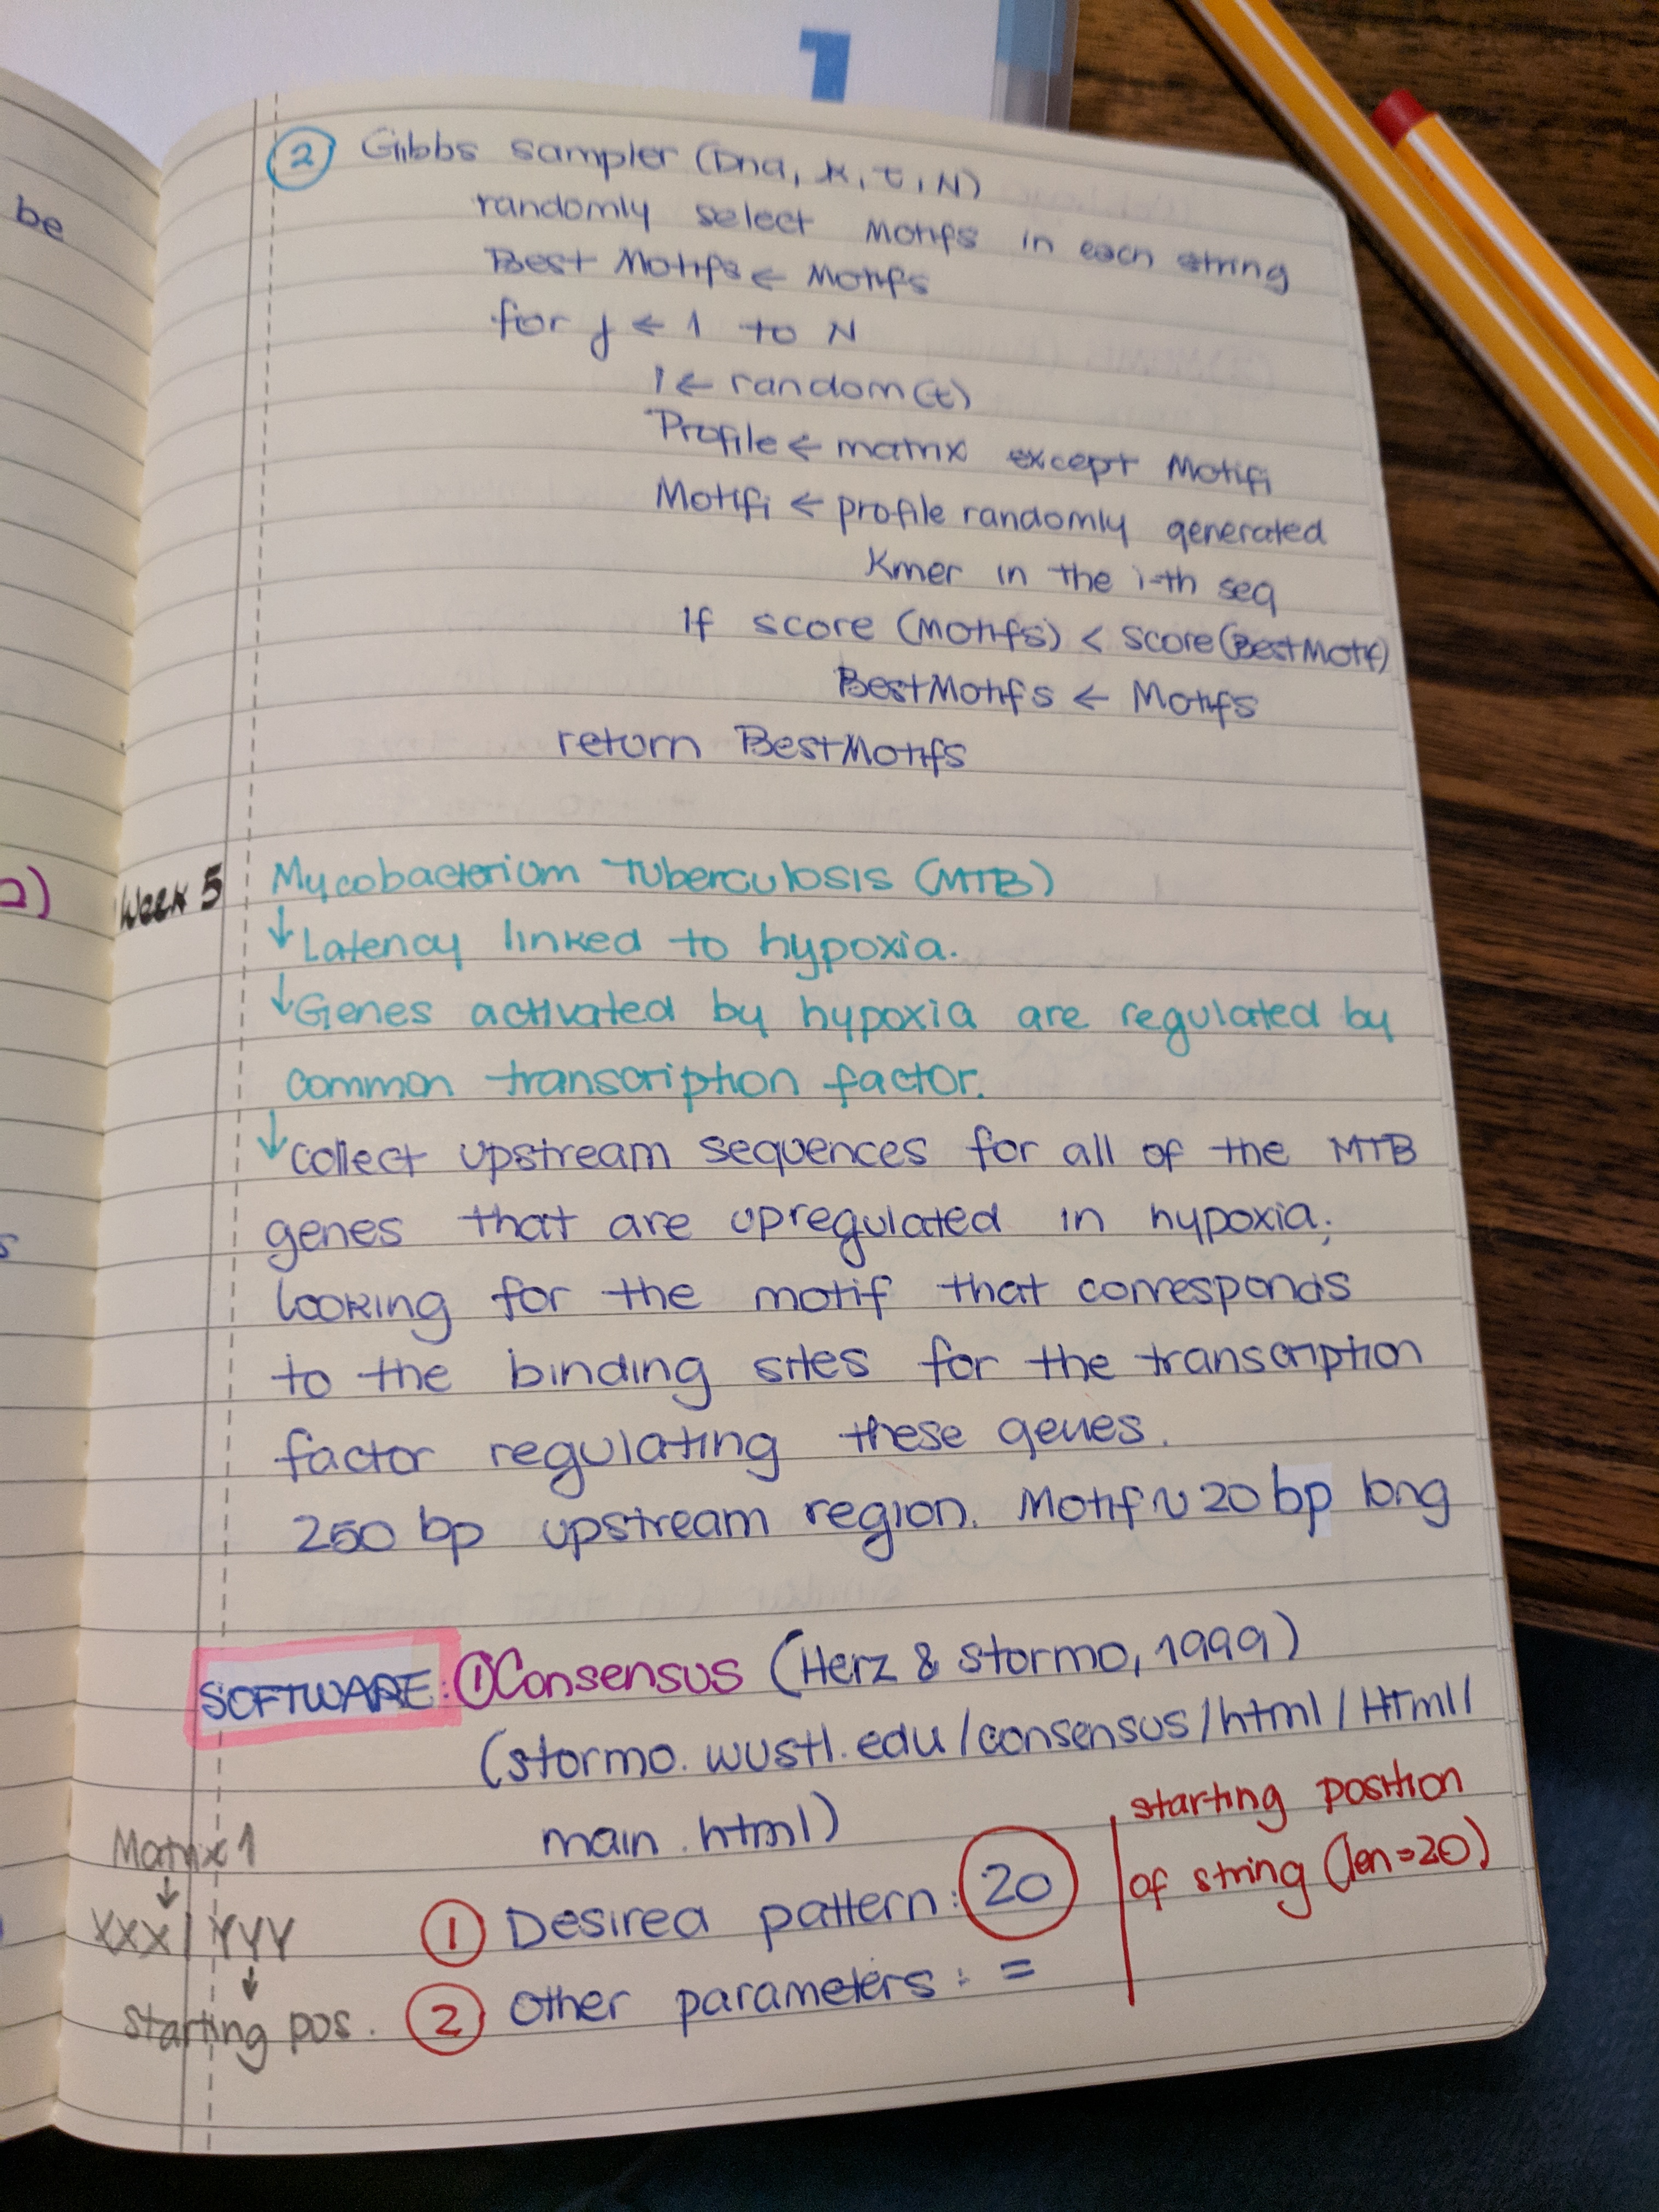 1
be
② Gibbs sampler (Dna, k, t, N)
randomly select Motifs in each string
Best Motifs ← Motifs
for j ← 1 to N
i ← random(t)
Profile ← matrix except Motifi
Motifi ← profile randomly generated
Kmer in the i-th seq
If score (Motifs) < score(BestMotif)
BestMotifs ← Motifs
return BestMotifs
Week 5
Mycobacterium Tuberculosis (MTB)
↓ Latency linked to hypoxia.
↓ Genes activated by hypoxia are regulated by
common transcription factor.
↓ Collect upstream sequences for all of the MTB
genes that are upregulated in hypoxia;
looking for the motif that corresponds
to the binding sites for the transcription
factor regulating these genes.
250 bp upstream region. Motif ~ 20 bp long
SOFTWARE: ① Consensus (Herz & Stormo, 1999)
(stormo.wustl.edu/consensus/html/Html/
main.html)
① Desired pattern: 20
② Other parameters: =
starting position
of string (len=20)
Matrix 1
↓
XXX | YYY
↓
Starting pos.